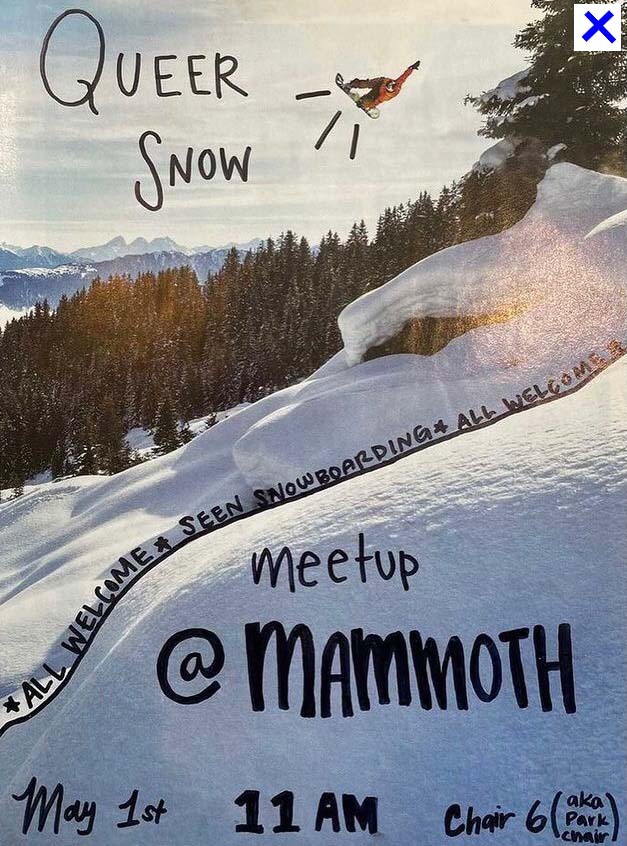 QUEER
SNOW
*ALL WELCOME* SEEN SNOWBOARDING* ALL WELCOME*
meetup
@MAMMOTH
May 1st 11 AM Chair 6 (aka Park chair)